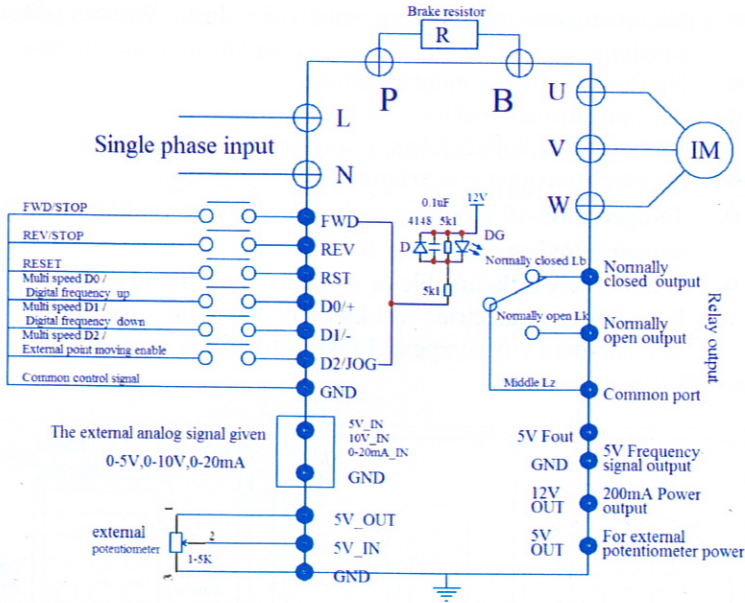 Brake resistor
R
P
B
L
N
Single phase input
U
V
W
IM
FWD/STOP
REV/STOP
RESET
Multi speed D0 /
Digital frequency up
Multi speed D1 /
Digital frequency down
Multi speed D2 /
External point moving enable
Common control signal
FWD
REV
RST
D0/+
D1/-
D2/JOG
GND
12V
0.1uF
4148 5k1
D
DG
5k1
Normally closed Lb
Normally open Lk
Middle Lz
Normally
closed output
Normally
open output
Common port
Relay output
The external analog signal given
0-5V,0-10V,0-20mA
5V_IN
10V_IN
0-20mA_IN
GND
external
potentiometer
1
2
3
1-5K
5V_OUT
5V_IN
GND
5V Fout
GND
5V Frequency
signal output
12V
OUT
200mA Power
output
5V
OUT
For external
potentiometer power